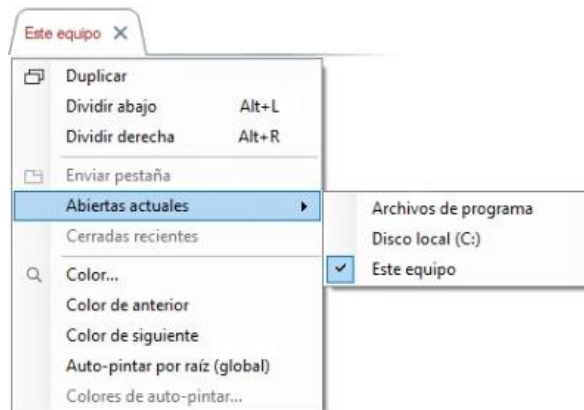 Este equipo
Duplicar
Dividir abajo Alt+L
Dividir derecha Alt+R
Enviar pestaña
Abiertas actuales
Cerradas recientes
Color...
Color de anterior
Color de siguiente
Auto-pintar por raíz (global)
Colores de auto-pintar...
Archivos de programa
Disco local (C:)
Este equipo